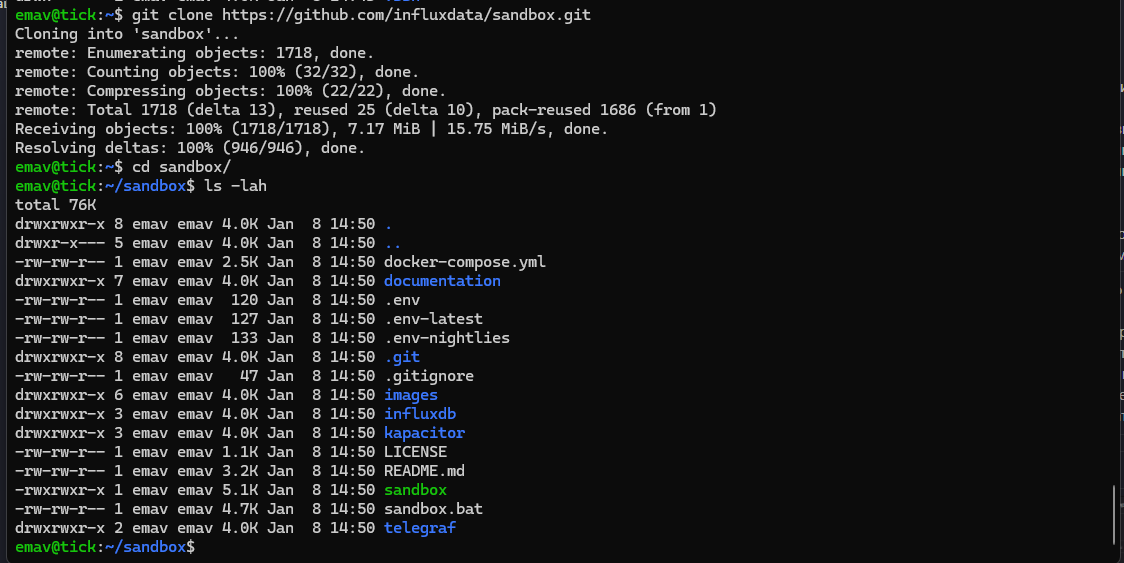 emav@tick:~$ git clone https://github.com/influxdata/sandbox.git
Cloning into 'sandbox'...
remote: Enumerating objects: 1718, done.
remote: Counting objects: 100% (32/32), done.
remote: Compressing objects: 100% (22/22), done.
remote: Total 1718 (delta 13), reused 25 (delta 10), pack-reused 1686 (from 1)
Receiving objects: 100% (1718/1718), 7.17 MiB | 15.75 MiB/s, done.
Resolving deltas: 100% (946/946), done.
emav@tick:~$ cd sandbox/
emav@tick:~/sandbox$ ls -lah
total 76K
drwxrwxr-x 8 emav emav 4.0K Jan  8 14:50 .
drwxr-x--- 5 emav emav 4.0K Jan  8 14:50 ..
-rw-rw-r-- 1 emav emav 2.5K Jan  8 14:50 docker-compose.yml
drwxrwxr-x 7 emav emav 4.0K Jan  8 14:50 documentation
-rw-rw-r-- 1 emav emav  120 Jan  8 14:50 .env
-rw-rw-r-- 1 emav emav  127 Jan  8 14:50 .env-latest
-rw-rw-r-- 1 emav emav  133 Jan  8 14:50 .env-nightlies
drwxrwxr-x 8 emav emav 4.0K Jan  8 14:50 .git
-rw-rw-r-- 1 emav emav   47 Jan  8 14:50 .gitignore
drwxrwxr-x 6 emav emav 4.0K Jan  8 14:50 images
drwxrwxr-x 3 emav emav 4.0K Jan  8 14:50 influxdb
drwxrwxr-x 3 emav emav 4.0K Jan  8 14:50 kapacitor
-rw-rw-r-- 1 emav emav 1.1K Jan  8 14:50 LICENSE
-rw-rw-r-- 1 emav emav 3.2K Jan  8 14:50 README.md
-rwxrwxr-x 1 emav emav 5.1K Jan  8 14:50 sandbox
-rw-rw-r-- 1 emav emav 4.7K Jan  8 14:50 sandbox.bat
drwxrwxr-x 2 emav emav 4.0K Jan  8 14:50 telegraf
emav@tick:~/sandbox$